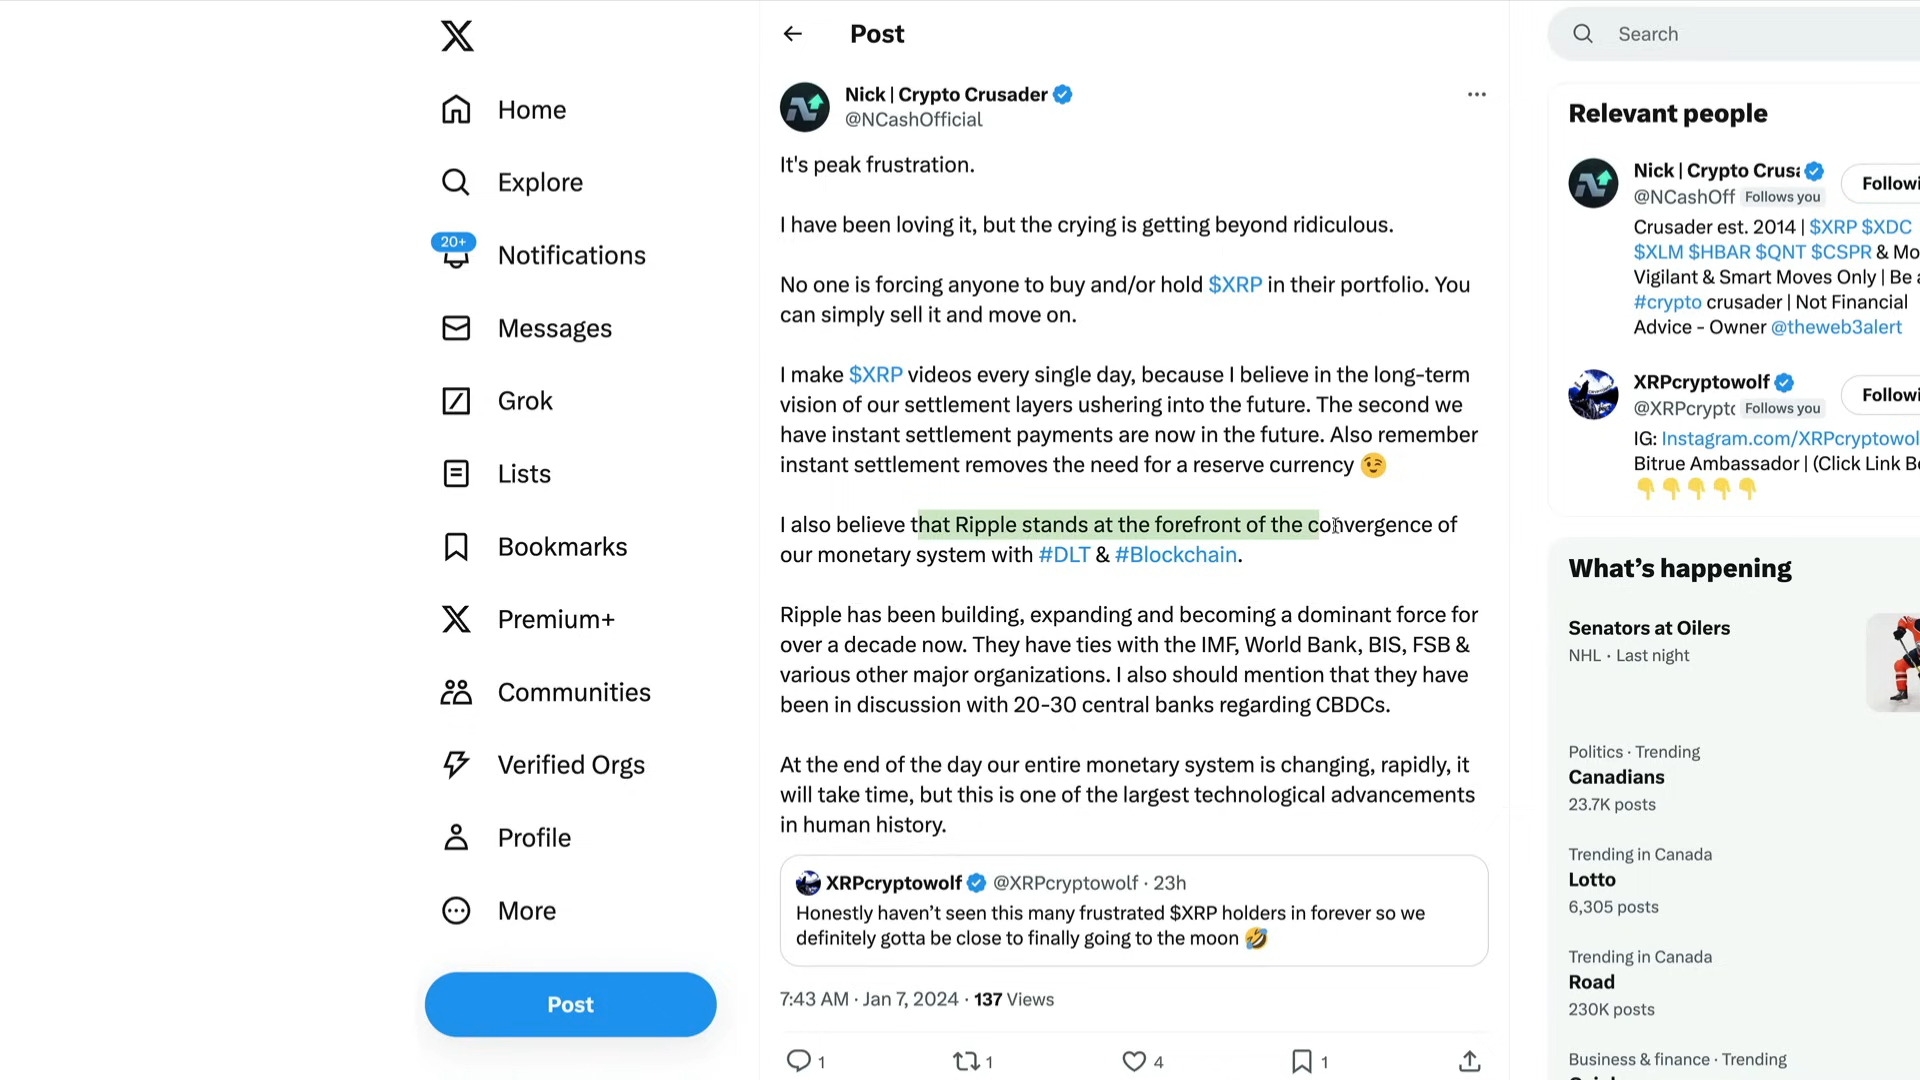 Home
Explore
20+
Notifications
Messages
Grok
Lists
Bookmarks
Premium+
Communities
Verified Orgs
Profile
More
Post
Post
Nick | Crypto Crusader
@NCashOfficial
It's peak frustration.
I have been loving it, but the crying is getting beyond ridiculous.
No one is forcing anyone to buy and/or hold $XRP in their portfolio. You
can simply sell it and move on.
I make $XRP videos every single day, because I believe in the long-term
vision of our settlement layers ushering into the future. The second we
have instant settlement payments are now in the future. Also remember
instant settlement removes the need for a reserve currency 😉
I also believe that Ripple stands at the forefront of the convergence of
our monetary system with #DLT & #Blockchain.
Ripple has been building, expanding and becoming a dominant force for
over a decade now. They have ties with the IMF, World Bank, BIS, FSB &
various other major organizations. I also should mention that they have
been in discussion with 20-30 central banks regarding CBDCs.
At the end of the day our entire monetary system is changing, rapidly, it
will take time, but this is one of the largest technological advancements
in human history.
XRPcryptowolf @XRPcryptowolf · 23h
Honestly haven't seen this many frustrated $XRP holders in forever so we
definitely gotta be close to finally going to the moon 🤣
7:43 AM · Jan 7, 2024 · 137 Views
1 1 4 1
Search
Relevant people
Nick | Crypto Crus
@NCashOff Follows you
Followi
Crusader est. 2014 | $XRP $XDC
$XLM $HBAR $QNT $CSPR & Mo
Vigilant & Smart Moves Only | Be
#crypto crusader | Not Financial
Advice - Owner @theweb3alert
XRPcryptowolf
@XRPcrypt Follows you
Followi
IG: Instagram.com/XRPcryptowol
Bitrue Ambassador | (Click Link B
👇👇👇👇👇
What's happening
Senators at Oilers
NHL · Last night
Politics · Trending
Canadians
23.7K posts
Trending in Canada
Lotto
6,305 posts
Trending in Canada
Road
230K posts
Business & finance · Trending